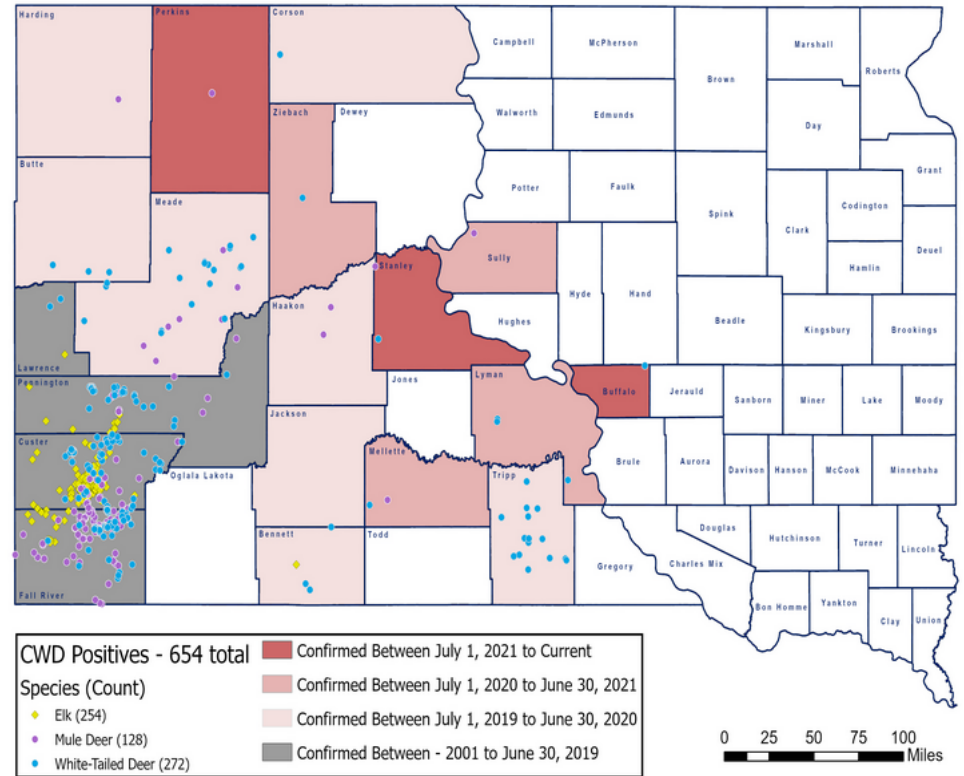 Harding
Perkins
Corson
Campbell
McPherson
Marshall
Roberts
Brown
Ziebach
Dewey
Walworth
Edmunds
Day
Butte
Grant
Meade
Potter
Faulk
Codington
Spink
Clark
Deuel
Sully
Hamlin
Stanley
Hyde
Hand
Haakon
Hughes
Beadle
Kingsbury
Brookings
Lawrence
Pennington
Jones
Lyman
Buffalo
Jerauld
Sanborn
Miner
Lake
Moody
Jackson
Custer
Mellette
Oglala Lakota
Tripp
Brule
Aurora
Davison
Hanson
McCook
Minnehaha
Bennett
Todd
Douglas
Hutchinson
Turner
Lincoln
Fall River
Gregory
Charles Mix
Bon Homme
Yankton
Clay
Union
CWD Positives - 654 total
Species (Count)
Elk (254)
Mule Deer (128)
White-Tailed Deer (272)
Confirmed Between July 1, 2021 to Current
Confirmed Between July 1, 2020 to June 30, 2021
Confirmed Between July 1, 2019 to June 30, 2020
Confirmed Between - 2001 to June 30, 2019
0 25 50 75 100
Miles